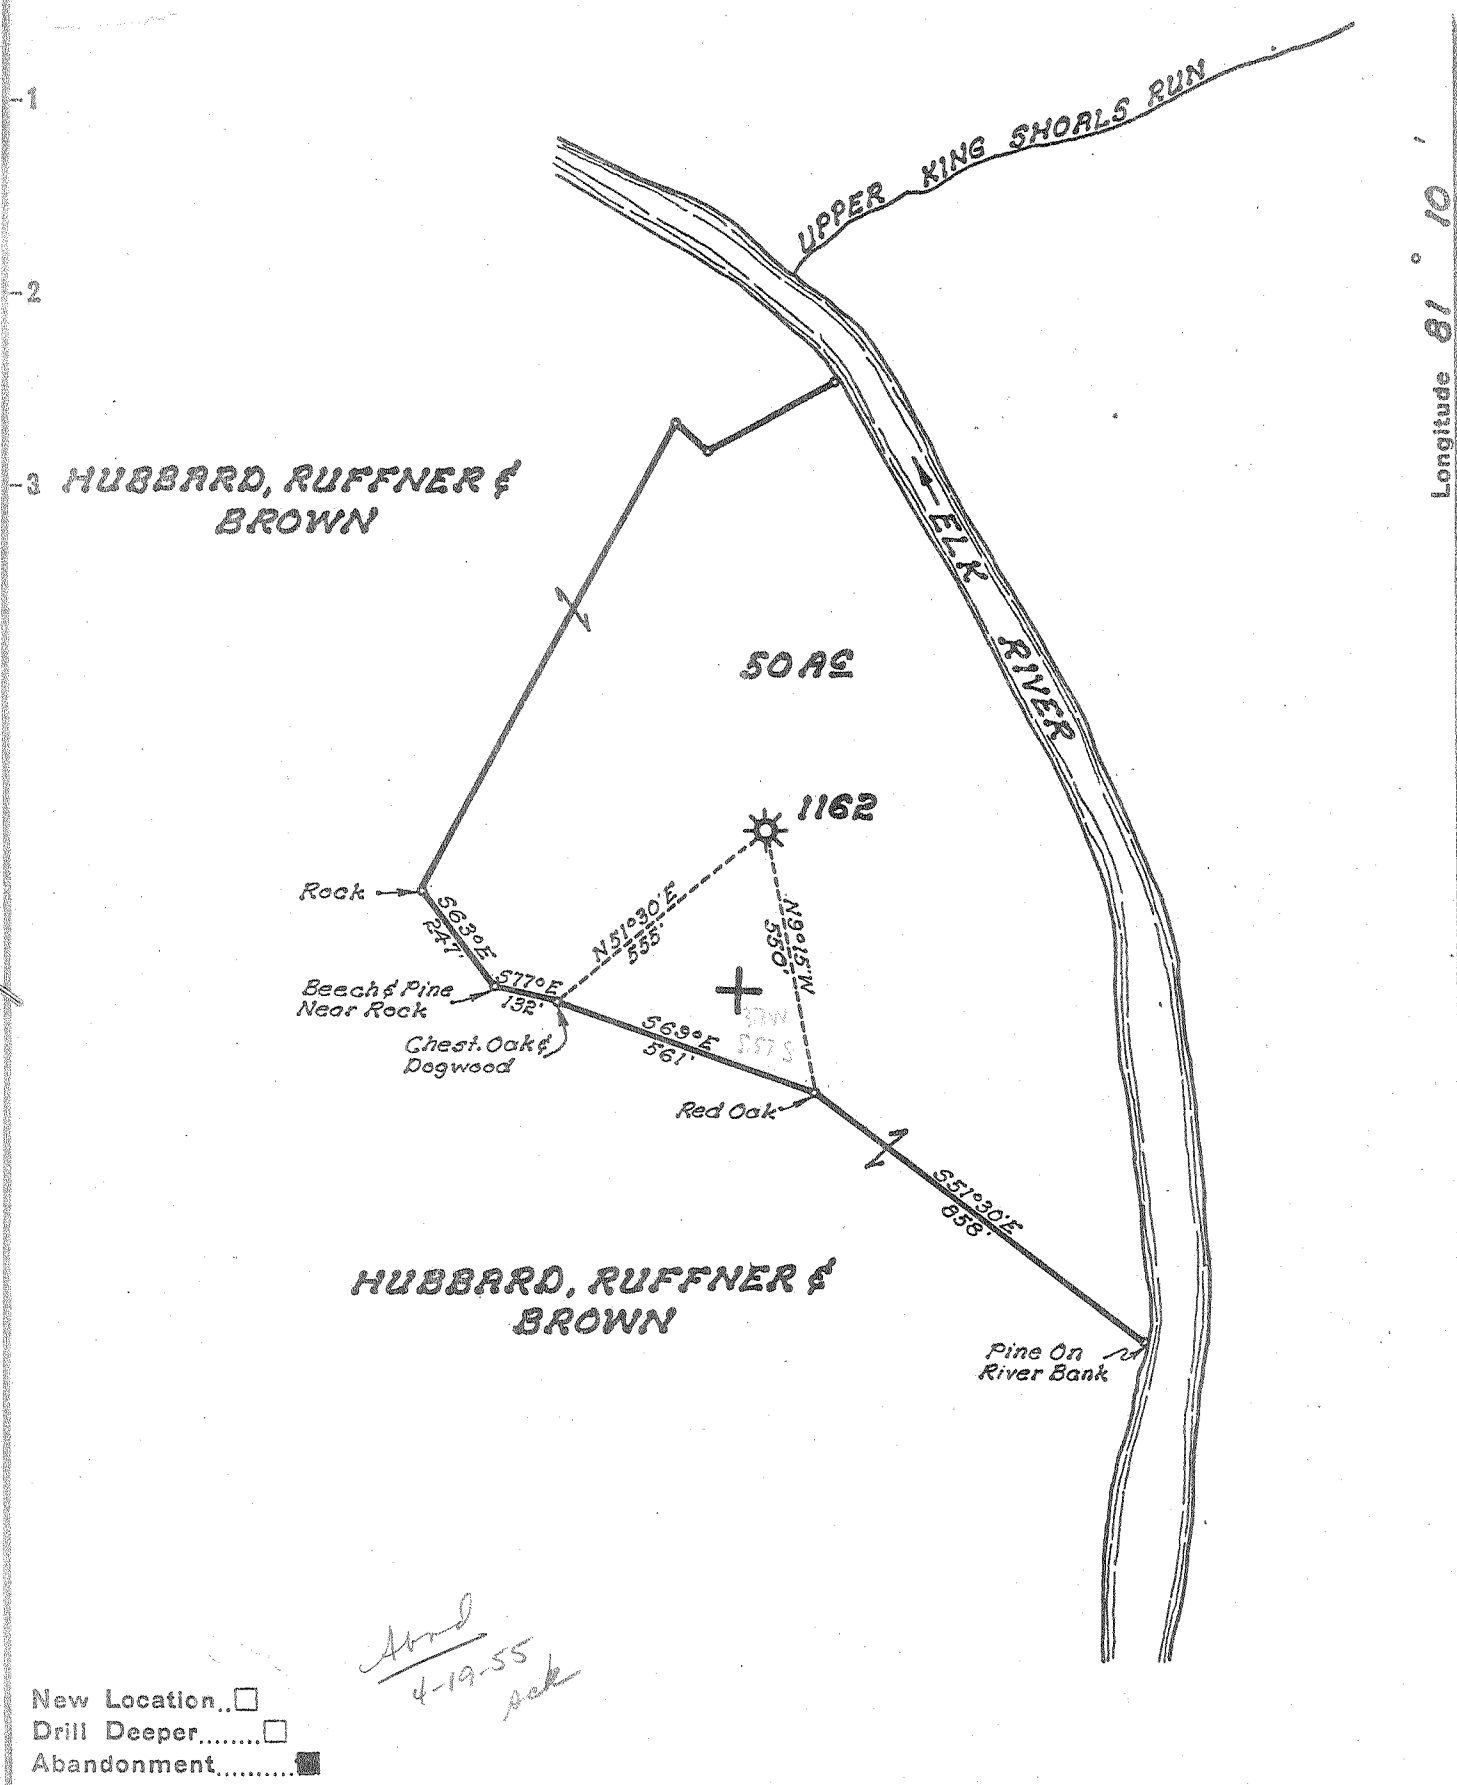 1
UPPER KING SHOALS RUN
Longitude 81 ° 10 '
2
3
HUBBARD, RUFFNER &
BROWN
ELK RIVER
50 Ac
1162
Rock
S63°E
247'
N51°30'E
555'
N9°15'W
550'
Beech & Pine
Near Rock
S77°E
132'
Chest. Oak &
Dogwood
S69°E
561'
37W
Red Oak
S51°30'E
858'
HUBBARD, RUFFNER &
BROWN
Pine On
River Bank
Abnd
4-19-55
New Location..
Drill Deeper........
Abandonment..........